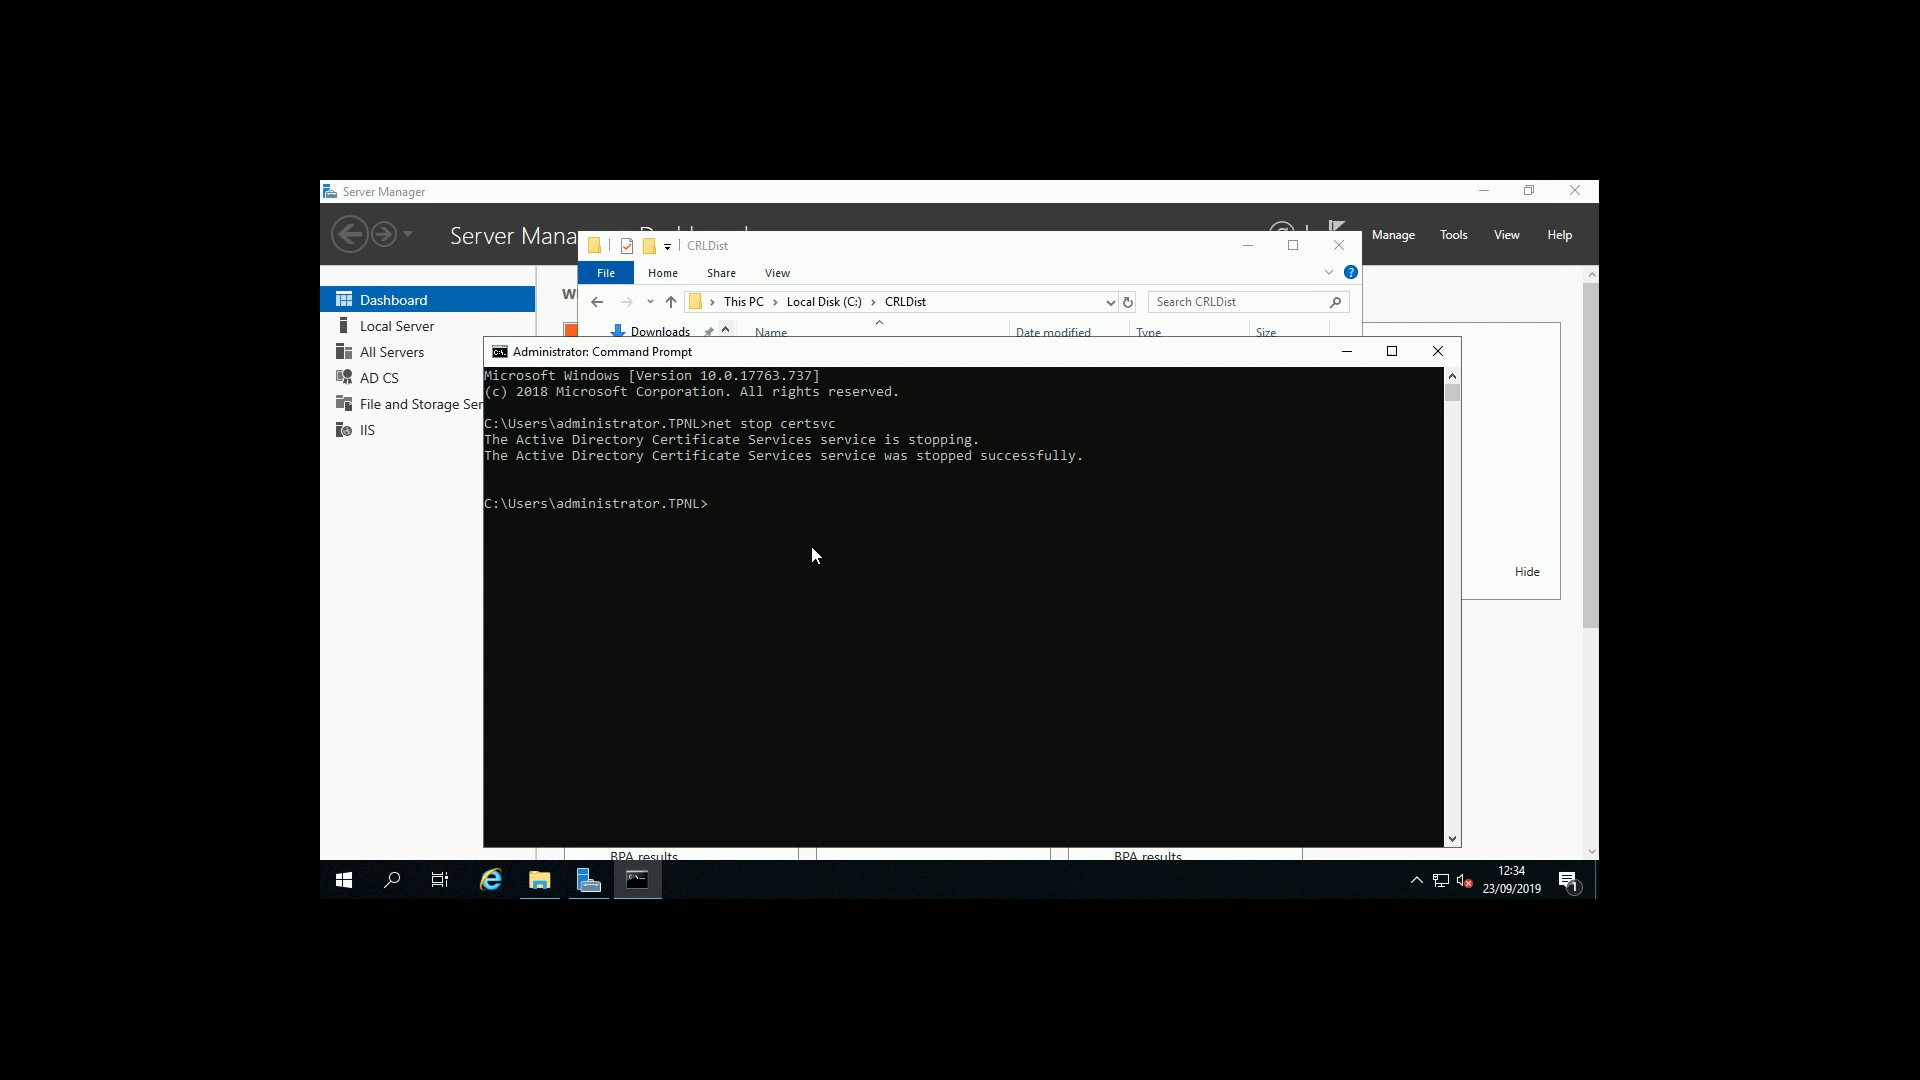 Server Manager
Server Mana
Manage
Tools
View
Help
CRLDist
File
Home
Share
View
This PC
Local Disk (C:)
CRLDist
Search CRLDist
Downloads
Name
Date modified
Type
Size
Dashboard
Local Server
All Servers
AD CS
File and Storage Ser
IIS
Administrator: Command Prompt
Microsoft Windows [Version 10.0.17763.737]
(c) 2018 Microsoft Corporation. All rights reserved.
C:\Users\administrator.TPNL>net stop certsvc
The Active Directory Certificate Services service is stopping.
The Active Directory Certificate Services service was stopped successfully.
C:\Users\administrator.TPNL>
Hide
BPA results
BPA results
12:34
23/09/2019
1